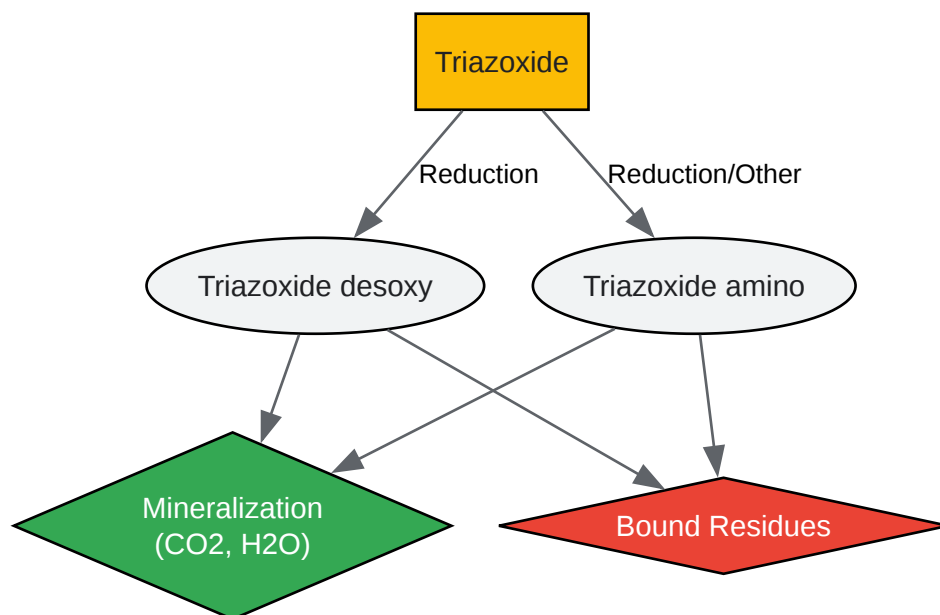 Triazoxide
Reduction
Reduction/Other
Triazoxide desoxy
Triazoxide amino
Mineralization
(CO2, H2O)
Bound Residues